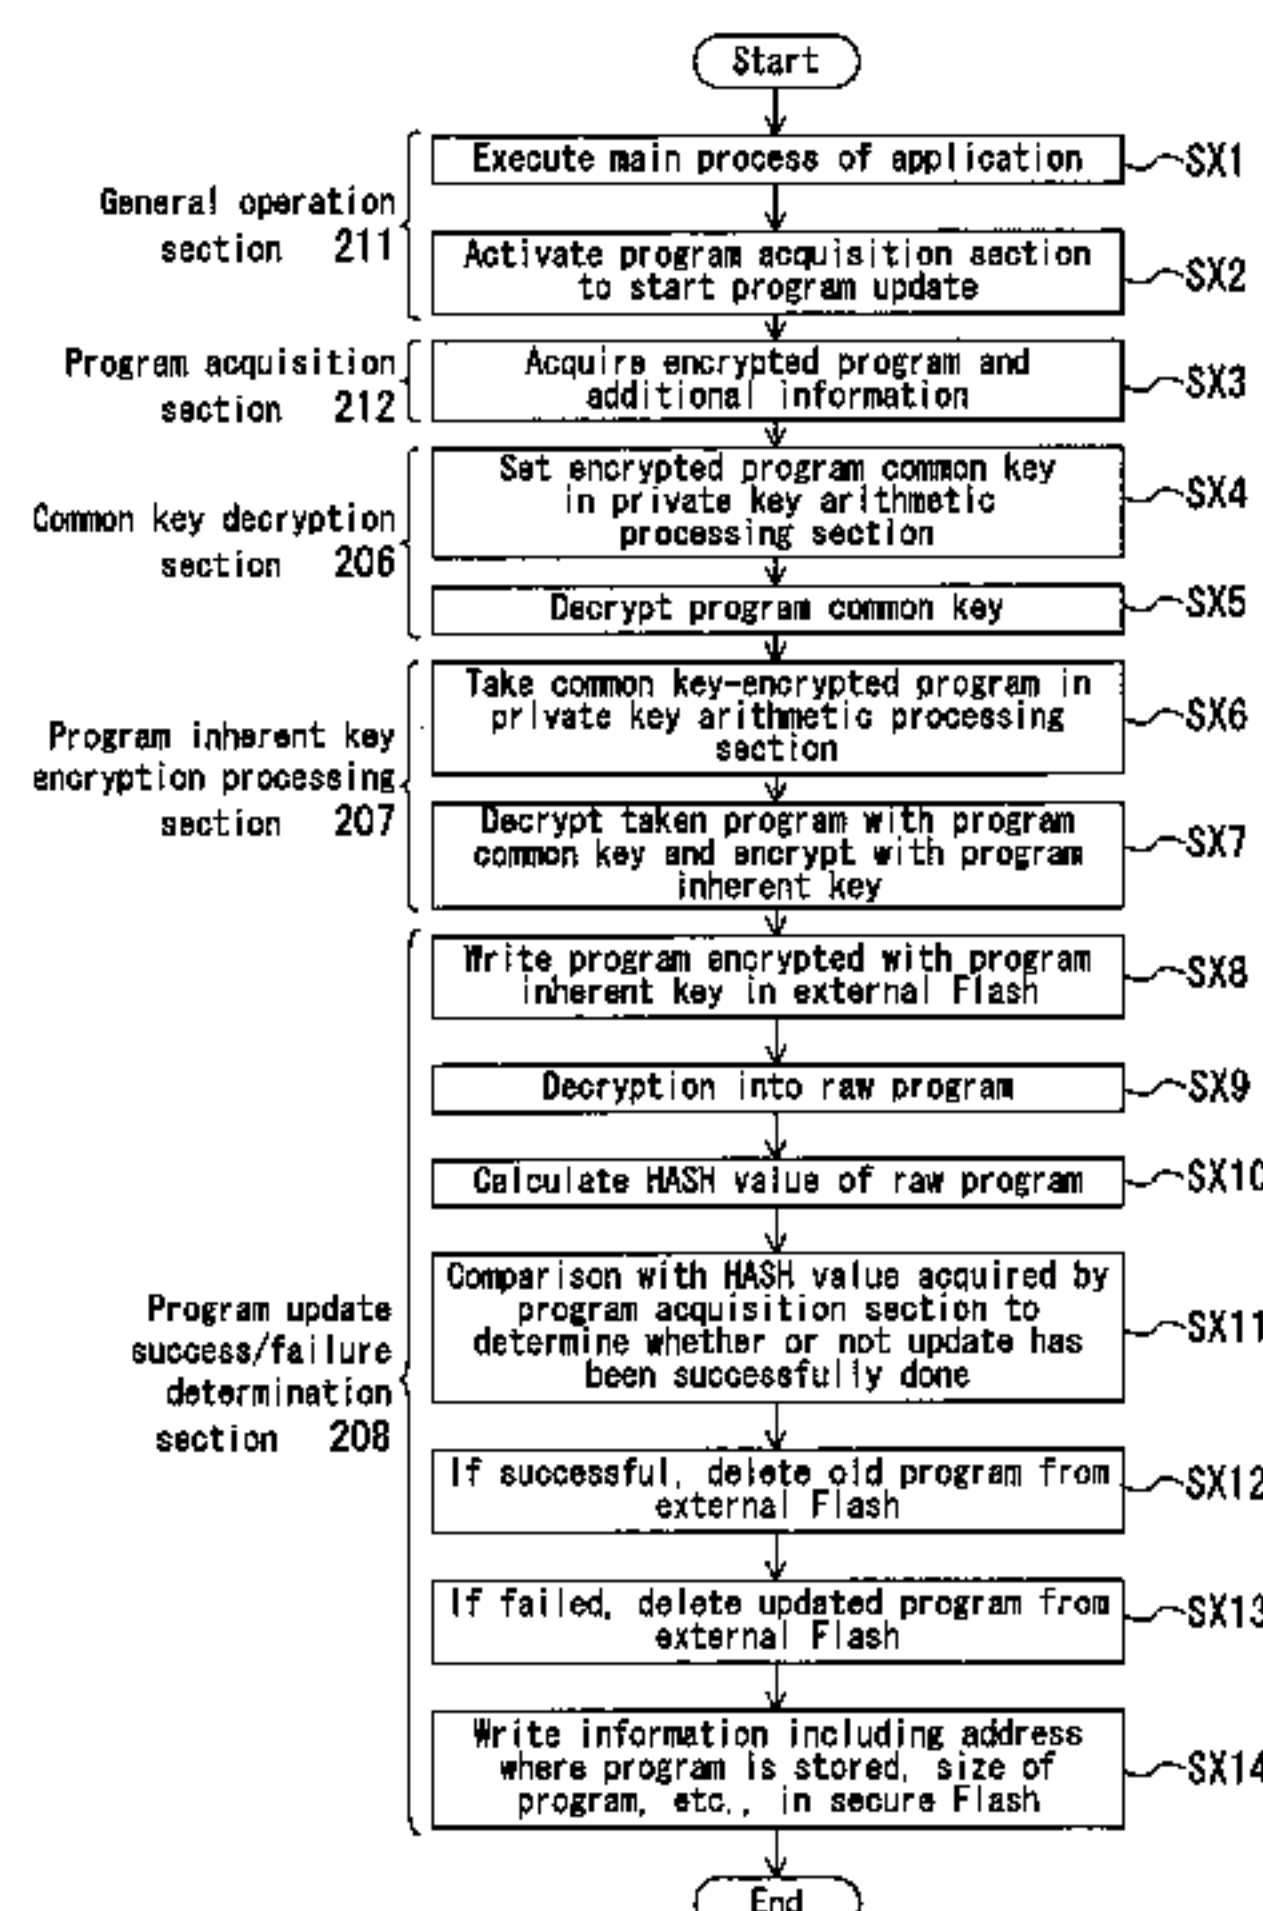 Start
Execute main process of application
SX1
General operation
section 211
Activate program acquisition section
to start program update
SX2
Program acquisition
section 212
Acquire encrypted program and
additional information
SX3
Common key decryption
section 206
Set encrypted program common key
in private key arithmetic
processing section
SX4
Decrypt program common key
SX5
Program inherent key
encryption processing
section 207
Take common key-encrypted program in
private key arithmetic processing
section
SX6
Decrypt taken program with program
common key and encrypt with program
inherent key
SX7
Program update
success/failure
determination
section 208
Write program encrypted with program
inherent key in external Flash
SX8
Decryption into raw program
SX9
Calculate HASH value of raw program
SX10
Comparison with HASH value acquired by
program acquisition section to
determine whether or not update has
been successfully done
SX11
If successful, delete old program from
external Flash
SX12
If failed, delete updated program from
external Flash
SX13
Write information including address
where program is stored, size of
program, etc., in secure Flash
SX14
End